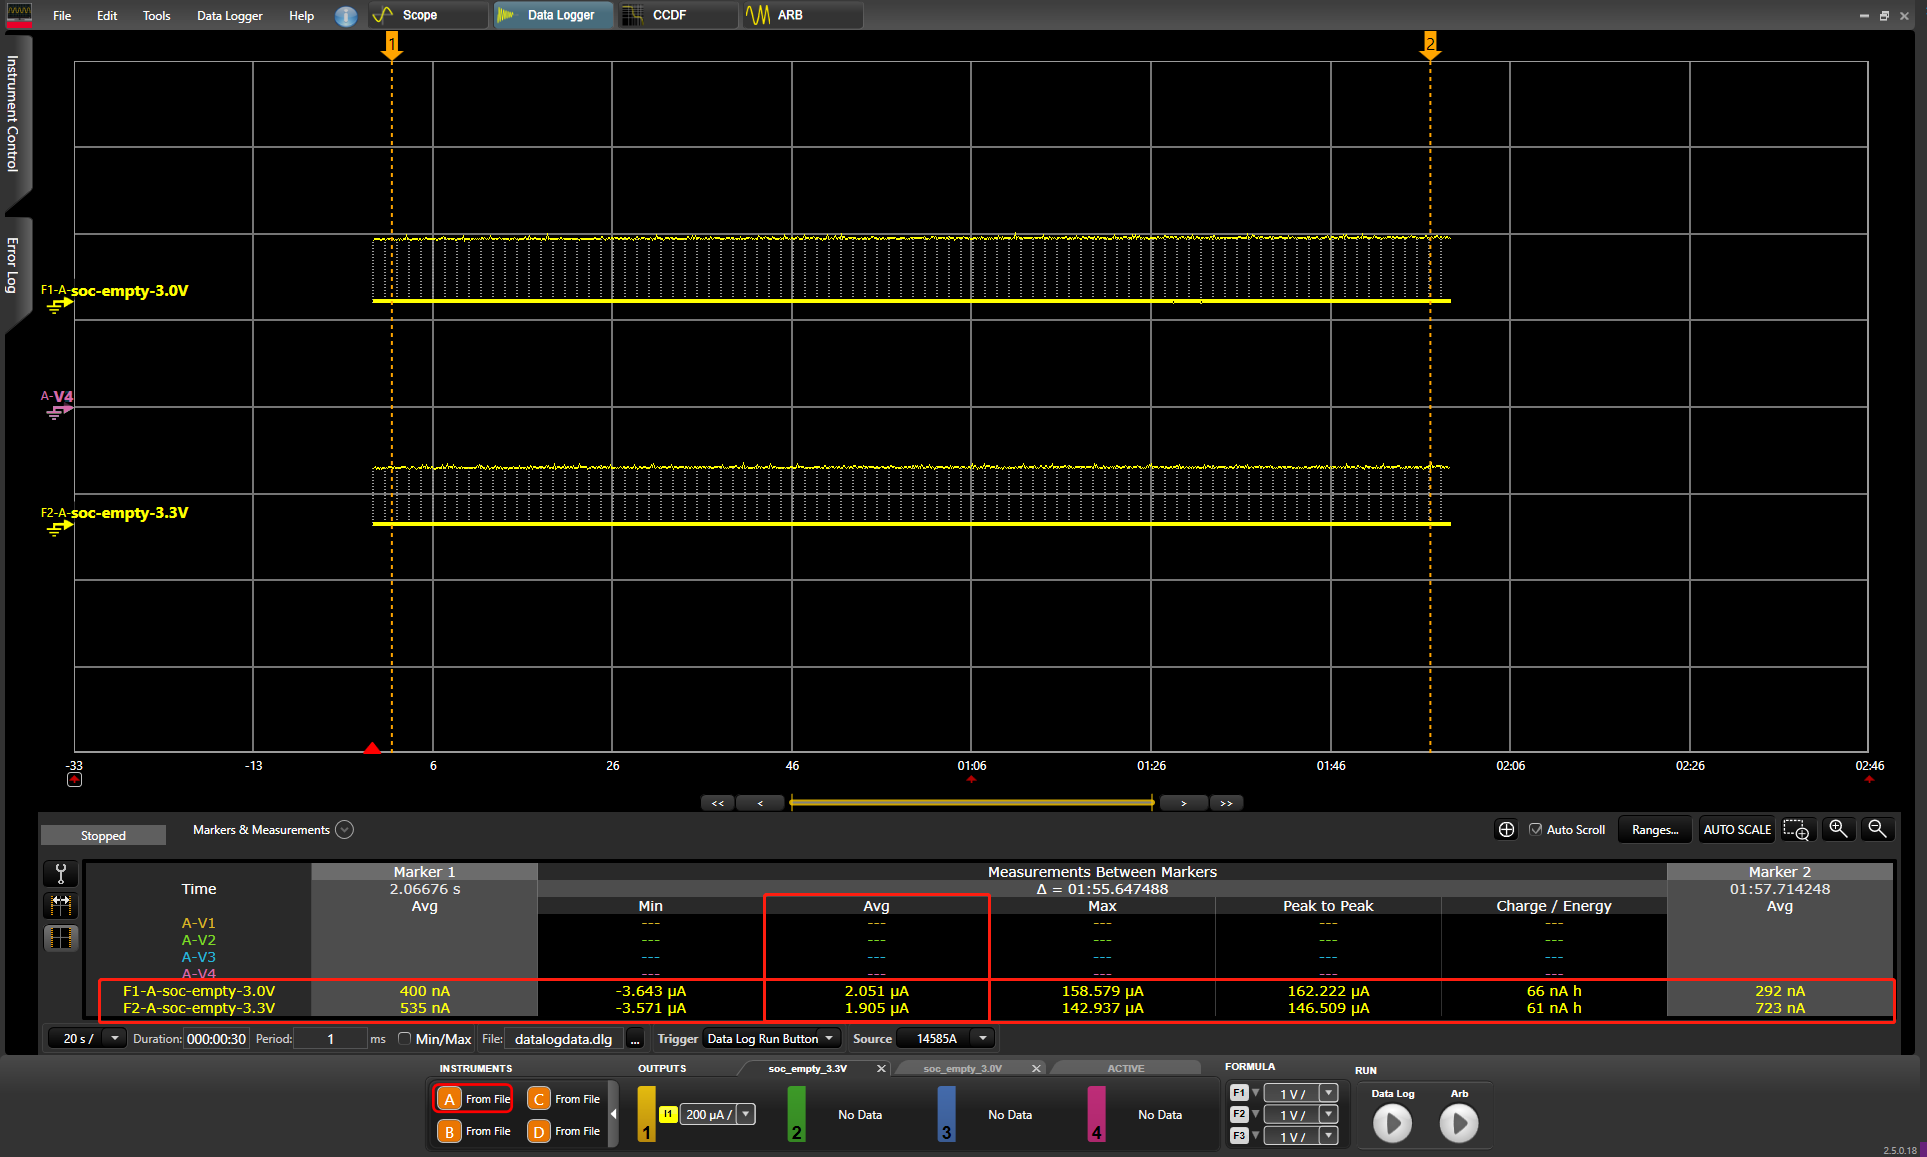 File Edit Tools Data Logger Help i Scope Data Logger CCDF ARB
1 2
Instrument Control
Error Log
F1-A-soc-empty-3.0V
A-V4
F2-A-soc-empty-3.3V
-33 -13 6 26 46 01:06 01:26 01:46 02:06 02:26 02:46
<< < > >>
Stopped Markers & Measurements Auto Scroll Ranges... AUTO SCALE
Marker 1 Measurements Between Markers Marker 2
Time 2.06676 s Δ = 01:55.647488 01:57.714248
Avg Min Avg Max Peak to Peak Charge / Energy Avg
A-V1 --- --- --- --- ---
A-V2 --- --- --- --- ---
A-V3 --- --- --- --- ---
A-V4 --- --- --- --- ---
F1-A-soc-empty-3.0V 400 nA -3.643 µA 2.051 µA 158.579 µA 162.222 µA 66 nA h 292 nA
F2-A-soc-empty-3.3V 535 nA -3.571 µA 1.905 µA 142.937 µA 146.509 µA 61 nA h 723 nA
20 s / Duration: 000:00:30 Period: 1 ms Min/Max File: datalogdata.dlg ... Trigger Data Log Run Button Source 14585A
INSTRUMENTS OUTPUTS soc_empty_3.3V soc_empty_3.0V ACTIVE FORMULA RUN
A From File C From File
B From File D From File
1 I1 200 µA / 2 No Data 3 No Data 4 No Data
F1 1 V /
F2 1 V /
F3 1 V /
Data Log Arb
2.5.0.18